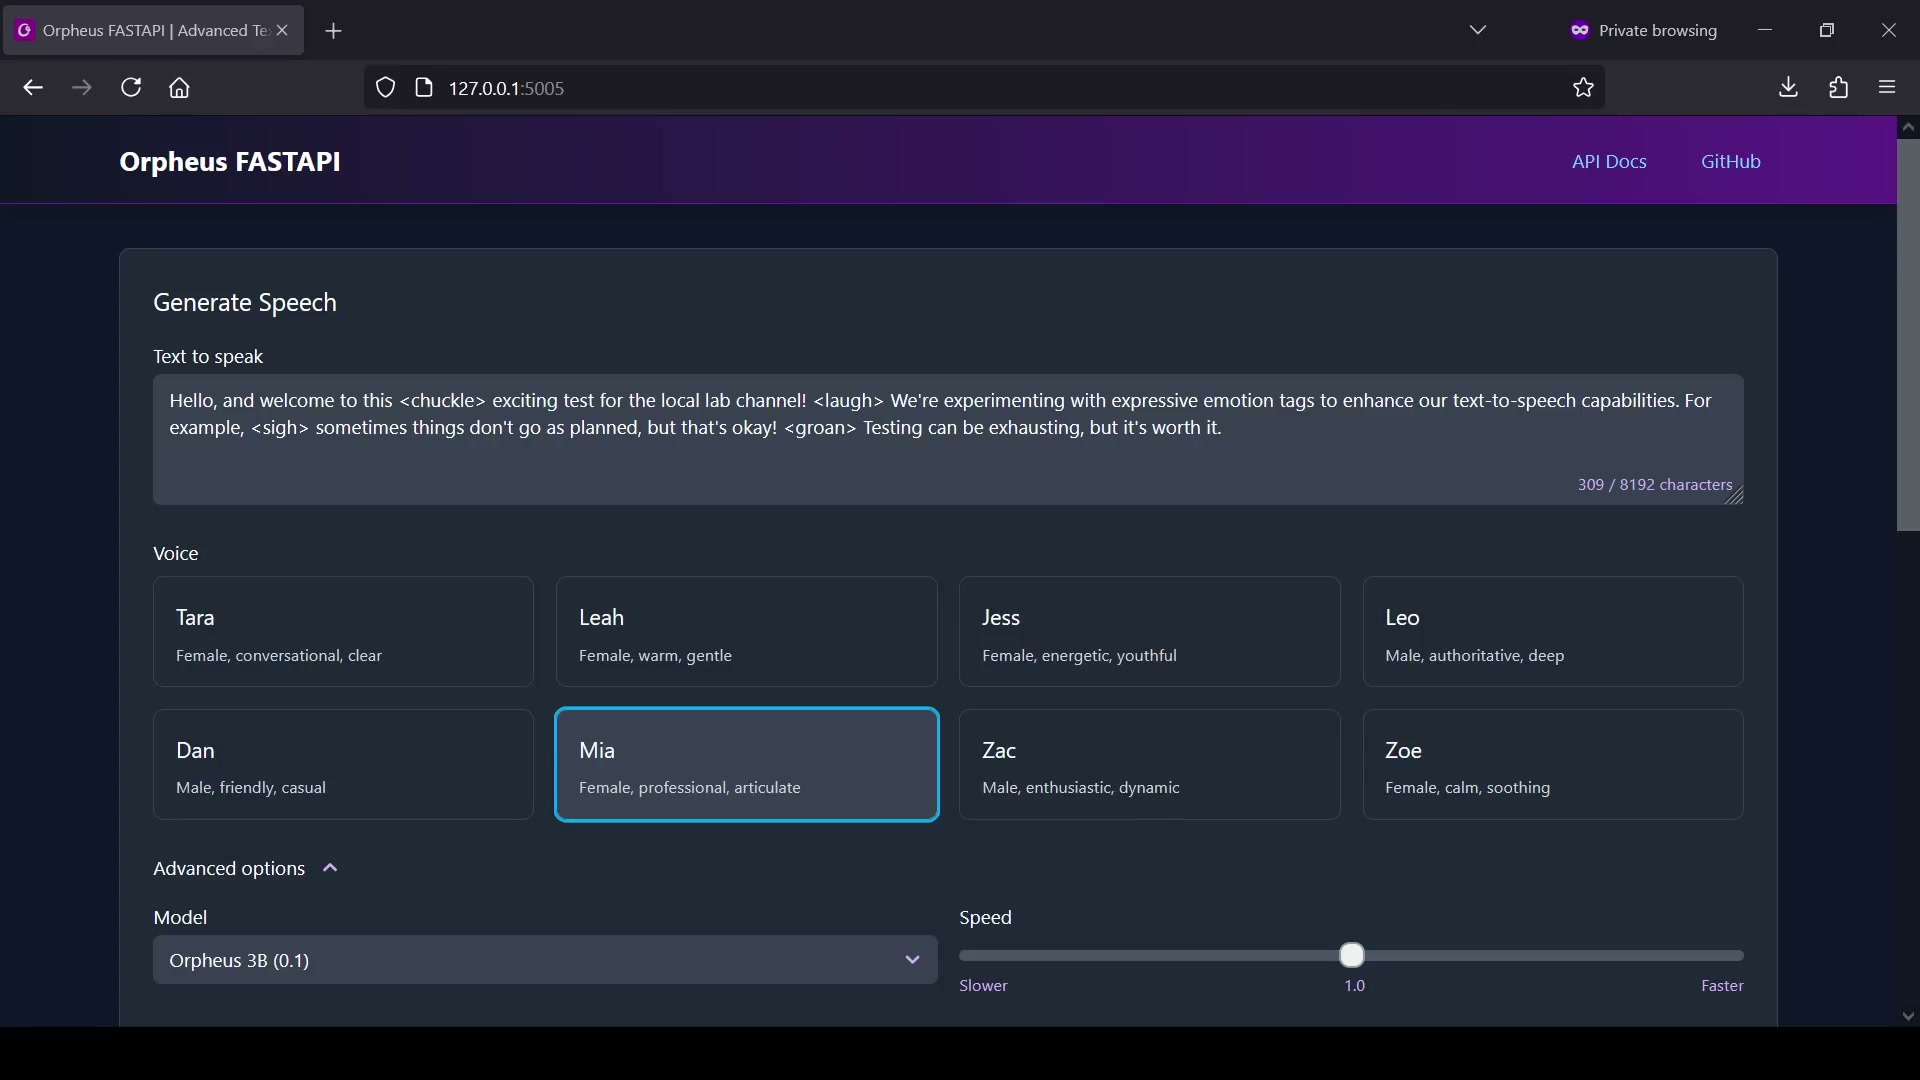 Orpheus FASTAPI | Advanced Te
Private browsing
127.0.0.1:5005
Orpheus FASTAPI
API Docs
GitHub
Generate Speech
Text to speak
Hello, and welcome to this <chuckle> exciting test for the local lab channel! <laugh> We're experimenting with expressive emotion tags to enhance our text-to-speech capabilities. For
example, <sigh> sometimes things don't go as planned, but that's okay! <groan> Testing can be exhausting, but it's worth it.
309 / 8192 characters
Voice
Tara
Female, conversational, clear
Leah
Female, warm, gentle
Jess
Female, energetic, youthful
Leo
Male, authoritative, deep
Dan
Male, friendly, casual
Mia
Female, professional, articulate
Zac
Male, enthusiastic, dynamic
Zoe
Female, calm, soothing
Advanced options
Model
Orpheus 3B (0.1)
Speed
Slower
1.0
Faster